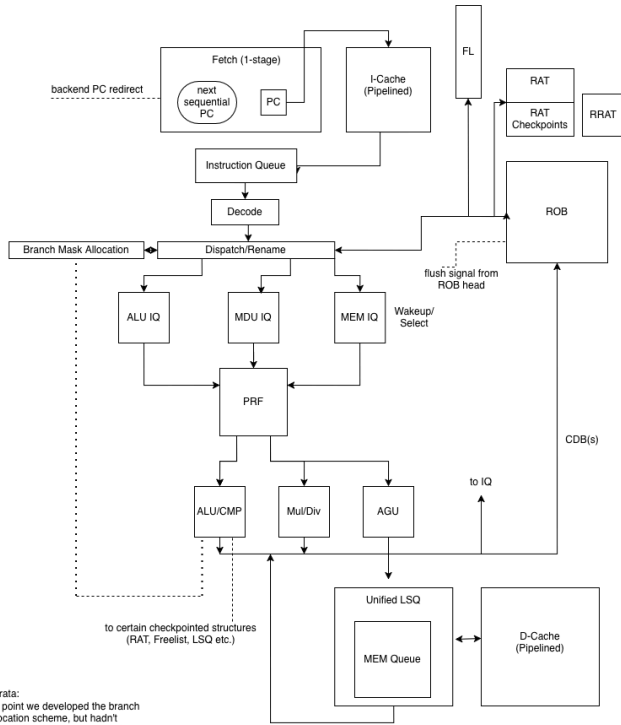 Fetch (1-stage)
backend PC redirect
next
sequential
PC
PC
I-Cache
(Pipelined)
FL
RAT
RAT
Checkpoints
RRAT
Instruction Queue
Decode
ROB
Branch Mask Allocation
Dispatch/Rename
flush signal from
ROB head
ALU IQ
MDU IQ
MEM IQ
Wakeup/
Select
PRF
CDB(s)
to IQ
ALU/CMP
Mul/Div
AGU
Unified LSQ
MEM Queue
D-Cache
(Pipelined)
to certain checkpointed structures
(RAT, Freelist, LSQ etc.)
rata:
point we developed the branch
location scheme, but hadn't